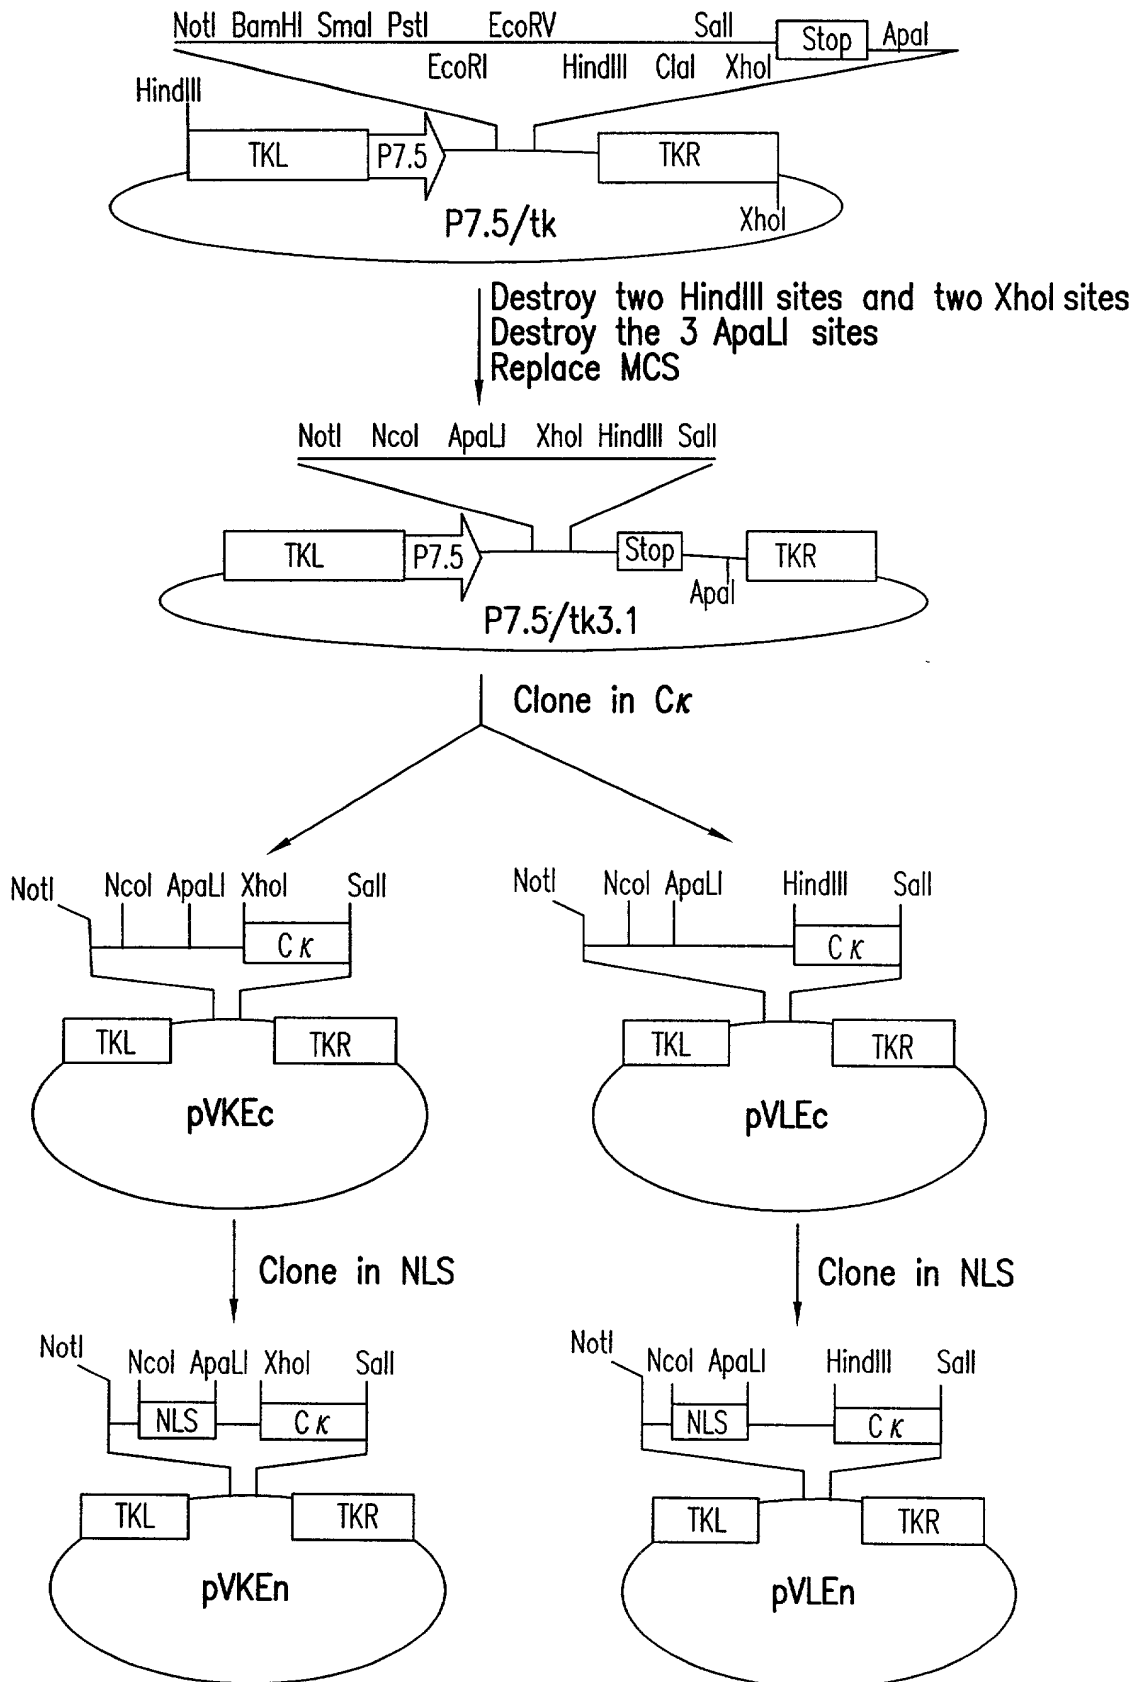 NotI BamHI SmaI PstI EcoRV SalI Stop ApaI
EcoRI HindIII ClaI XhoI
HindIII
TKL P7.5 TKR
XhoI
P7.5/tk
Destroy two HindIII sites and two XhoI sites
Destroy the 3 ApaLI sites
Replace MCS
NotI NcoI ApaLI XhoI HindIII SalI
TKL P7.5 Stop TKR
ApaI
P7.5/tk3.1
Clone in Cκ
NotI NcoI ApaLI XhoI SalI
Cκ
TKL TKR
pVKEc
NotI NcoI ApaLI HindIII SalI
Cκ
TKL TKR
pVLEc
Clone in NLS
Clone in NLS
NotI NcoI ApaLI XhoI SalI
NLS Cκ
TKL TKR
pVKEn
NotI NcoI ApaLI HindIII SalI
NLS Cκ
TKL TKR
pVLEn